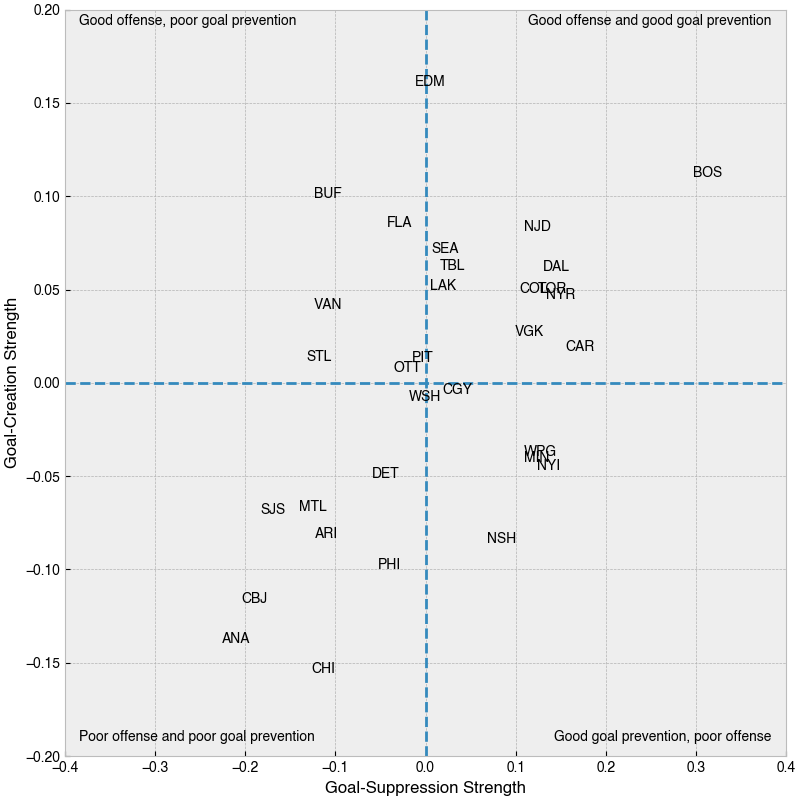 Good offense, poor goal prevention
Good offense and good goal prevention
EDM
BOS
BUF
FLA
NJD
SEA
TBL
DAL
LAK
COL
TOR
NYR
VAN
VGK
CAR
STL
PIT
OTT
CGY
WSH
WPG
MIN
NYI
DET
SJS
MTL
ARI
NSH
PHI
CBJ
ANA
CHI
Poor offense and poor goal prevention
Good goal prevention, poor offense
0.20
0.15
0.10
0.05
0.00
−0.05
−0.10
−0.15
−0.20
−0.4
−0.3
−0.2
−0.1
0.0
0.1
0.2
0.3
0.4
Goal-Creation Strength
Goal-Suppression Strength